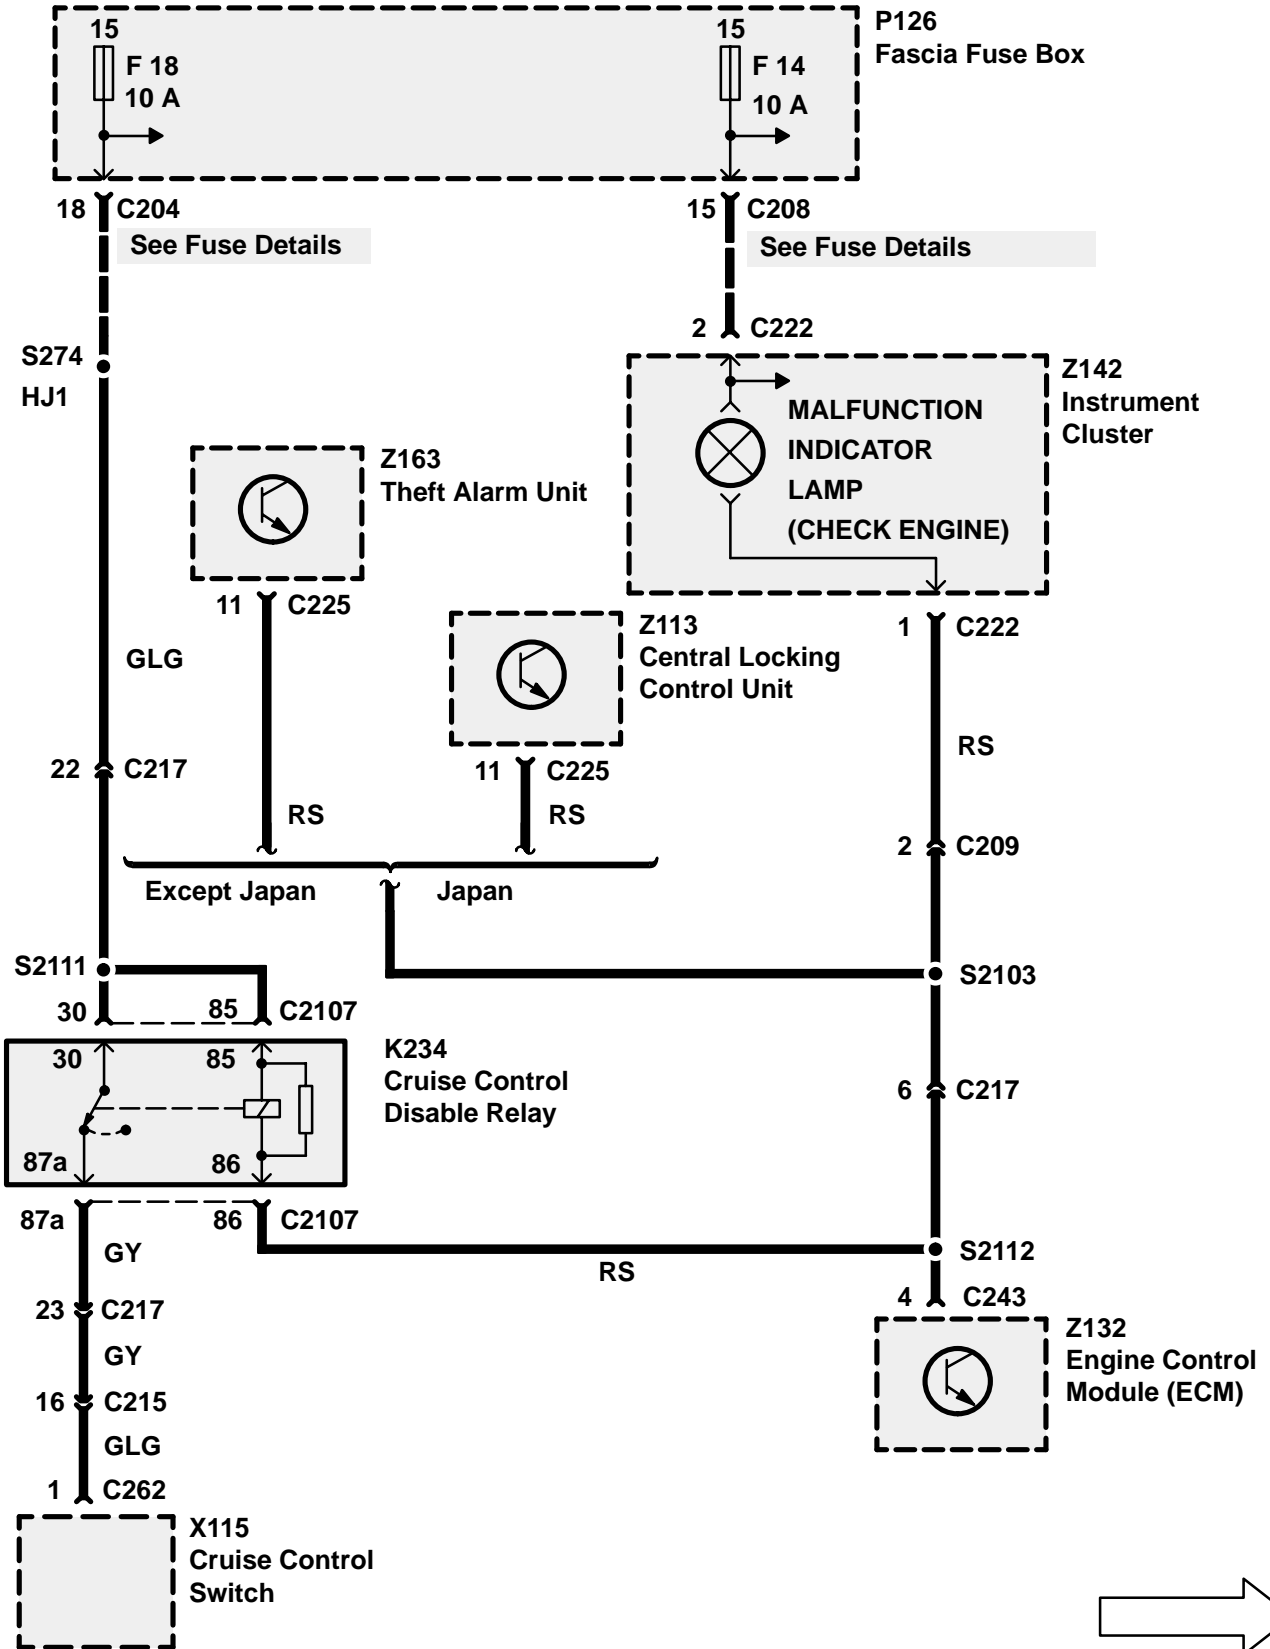 P126
Fascia Fuse Box
15
F 18
10 A
15
F 14
10 A
18 C204
See Fuse Details
15 C208
See Fuse Details
2 C222
S274
HJ1
Z142
Instrument
Cluster
MALFUNCTION
INDICATOR
LAMP
(CHECK ENGINE)
Z163
Theft Alarm Unit
11 C225
Z113
Central Locking
Control Unit
1 C222
GLG
RS
22 C217
11 C225
RS
RS
2 C209
Except Japan
Japan
S2111
S2103
30
85 C2107
30
85
K234
Cruise Control
Disable Relay
6 C217
87a
86
87a
86 C2107
GY
RS
S2112
4 C243
23 C217
Z132
Engine Control
Module (ECM)
GY
16 C215
GLG
1 C262
X115
Cruise Control
Switch